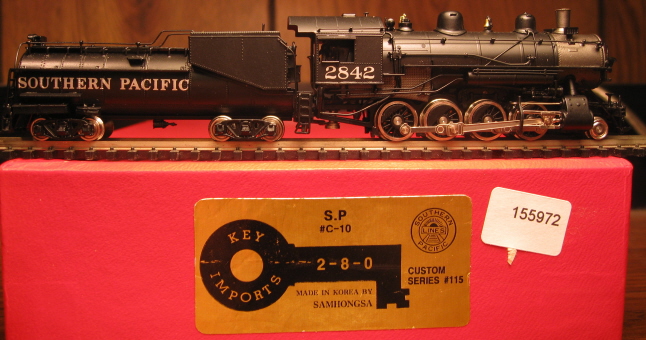 SOUTHERN PACIFIC
2842
S.P
#C-10
KEY
IMPORTS
2-8-0
MADE IN KOREA BY
SAMHONGSA
SOUTHERN
LINES
PACIFIC
CUSTOM
SERIES #115
155972